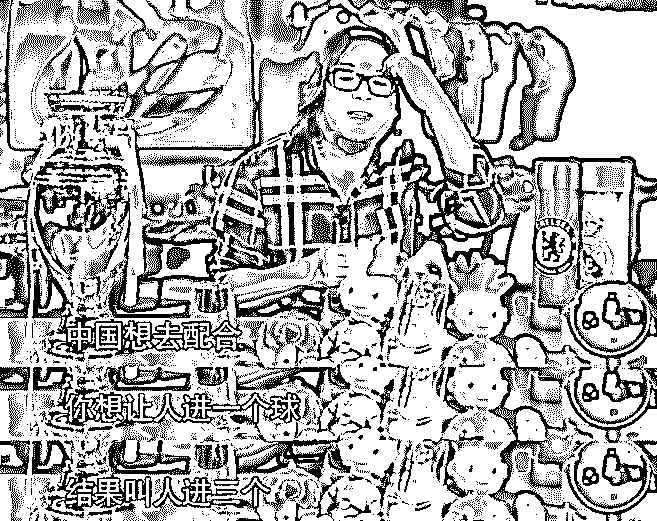 中国想去配合
你想让人进一个球
结果叫人进三个